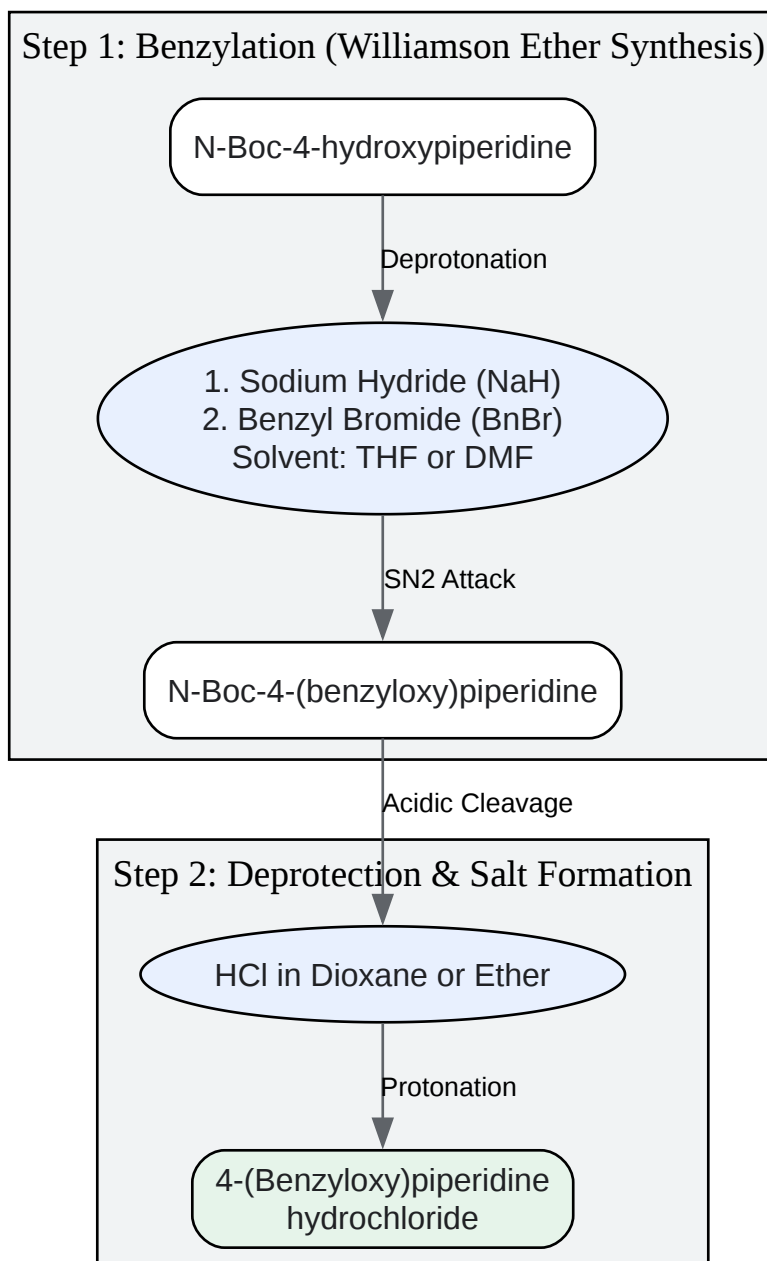 Step 1: Benzylation (Williamson Ether Synthesis)
N-Boc-4-hydroxypiperidine
Deprotonation
1. Sodium Hydride (NaH)
2. Benzyl Bromide (BnBr)
Solvent: THF or DMF
SN2 Attack
N-Boc-4-(benzyloxy)piperidine
Acidic Cleavage
Step 2: Deprotection & Salt Formation
HCl in Dioxane or Ether
Protonation
4-(Benzyloxy)piperidine
hydrochloride